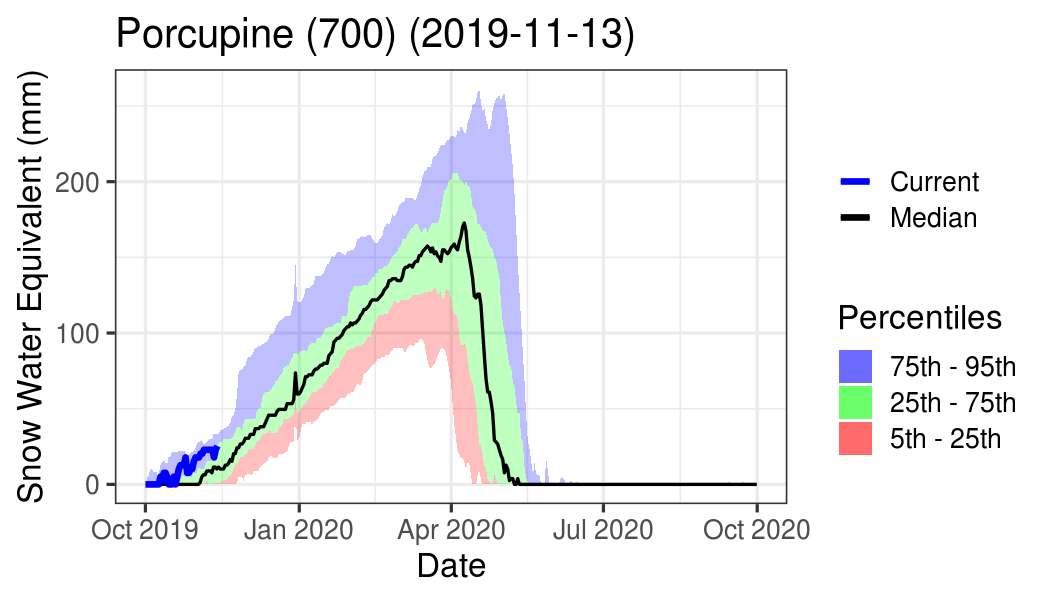 Porcupine (700) (2019-11-13)
Snow Water Equivalent (mm)
200
100
0
Oct 2019
Jan 2020
Apr 2020
Jul 2020
Oct 2020
Date
Current
Median
Percentiles
75th - 95th
25th - 75th
5th - 25th